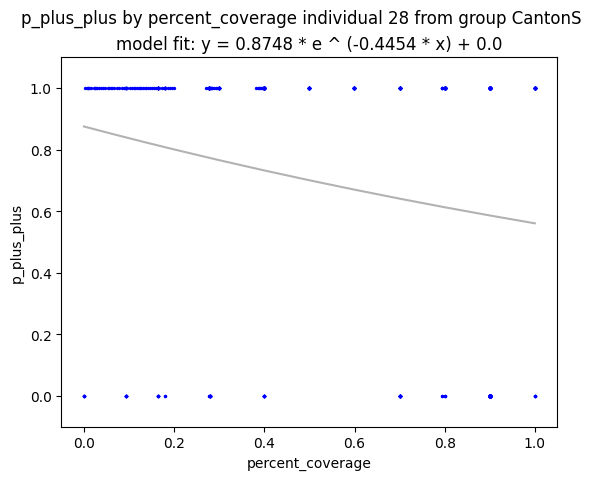 p_plus_plus by percent_coverage individual 28 from group CantonS
model fit: y = 0.8748 * e ^ (-0.4454 * x) + 0.0
1.0
0.8
0.6
0.4
0.2
0.0
p_plus_plus
0.0 0.2 0.4 0.6 0.8 1.0
percent_coverage